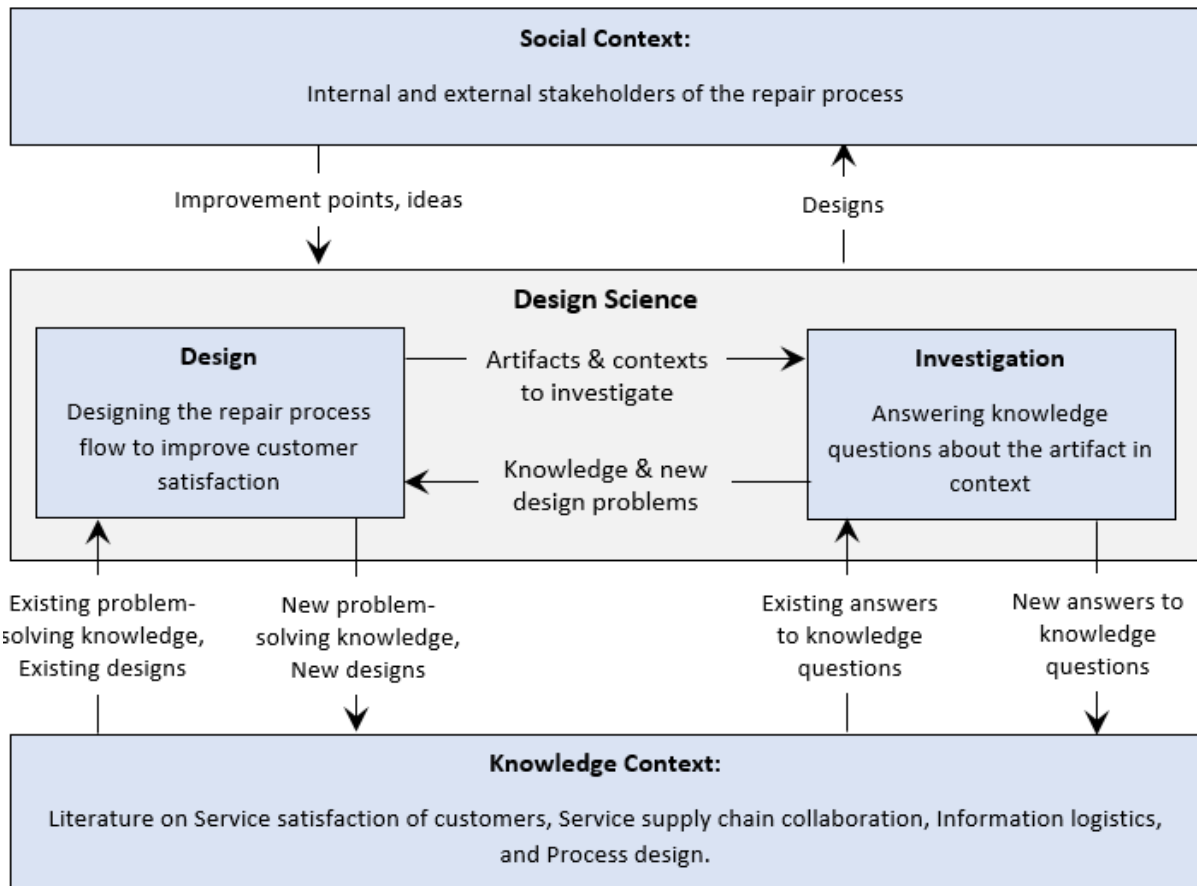 Social Context:
Internal and external stakeholders of the repair process
Improvement points, ideas
Designs
Design Science
Design
Designing the repair process
flow to improve customer
satisfaction
Artifacts & contexts
to investigate
Knowledge & new
design problems
Investigation
Answering knowledge
questions about the artifact in
context
Existing problem-
solving knowledge,
Existing designs
New problem-
solving knowledge,
New designs
Existing answers
to knowledge
questions
New answers to
knowledge
questions
Knowledge Context:
Literature on Service satisfaction of customers, Service supply chain collaboration, Information logistics,
and Process design.